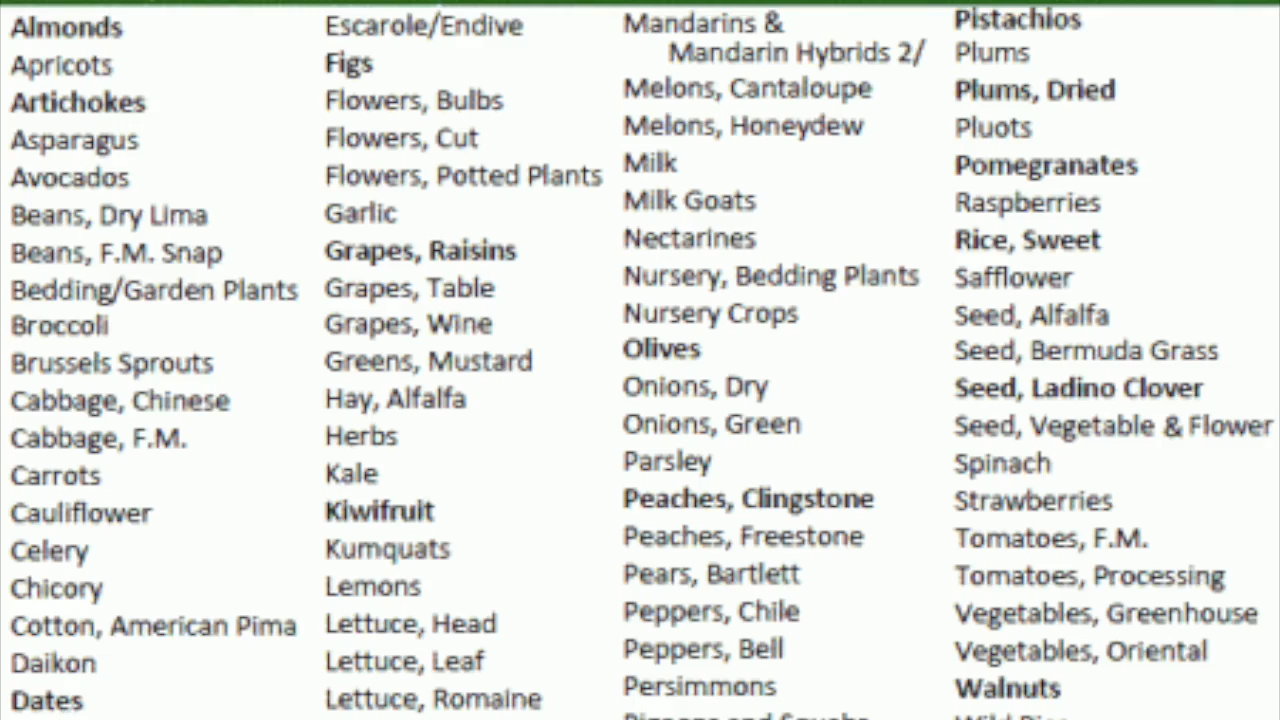 Almonds
Apricots
Artichokes
Asparagus
Avocados
Beans, Dry Lima
Beans, F.M. Snap
Bedding/Garden Plants
Broccoli
Brussels Sprouts
Cabbage, Chinese
Cabbage, F.M.
Carrots
Cauliflower
Celery
Chicory
Cotton, American Pima
Daikon
Dates
Escarole/Endive
Figs
Flowers, Bulbs
Flowers, Cut
Flowers, Potted Plants
Garlic
Grapes, Raisins
Grapes, Table
Grapes, Wine
Greens, Mustard
Hay, Alfalfa
Herbs
Kale
Kiwifruit
Kumquats
Lemons
Lettuce, Head
Lettuce, Leaf
Lettuce, Romaine
Mandarins &
Mandarin Hybrids 2/
Melons, Cantaloupe
Melons, Honeydew
Milk
Milk Goats
Nectarines
Nursery, Bedding Plants
Nursery Crops
Olives
Onions, Dry
Onions, Green
Parsley
Peaches, Clingstone
Peaches, Freestone
Pears, Bartlett
Peppers, Chile
Peppers, Bell
Persimmons
Pistachios
Plums
Plums, Dried
Pluots
Pomegranates
Raspberries
Rice, Sweet
Safflower
Seed, Alfalfa
Seed, Bermuda Grass
Seed, Ladino Clover
Seed, Vegetable & Flower
Spinach
Strawberries
Tomatoes, F.M.
Tomatoes, Processing
Vegetables, Greenhouse
Vegetables, Oriental
Walnuts